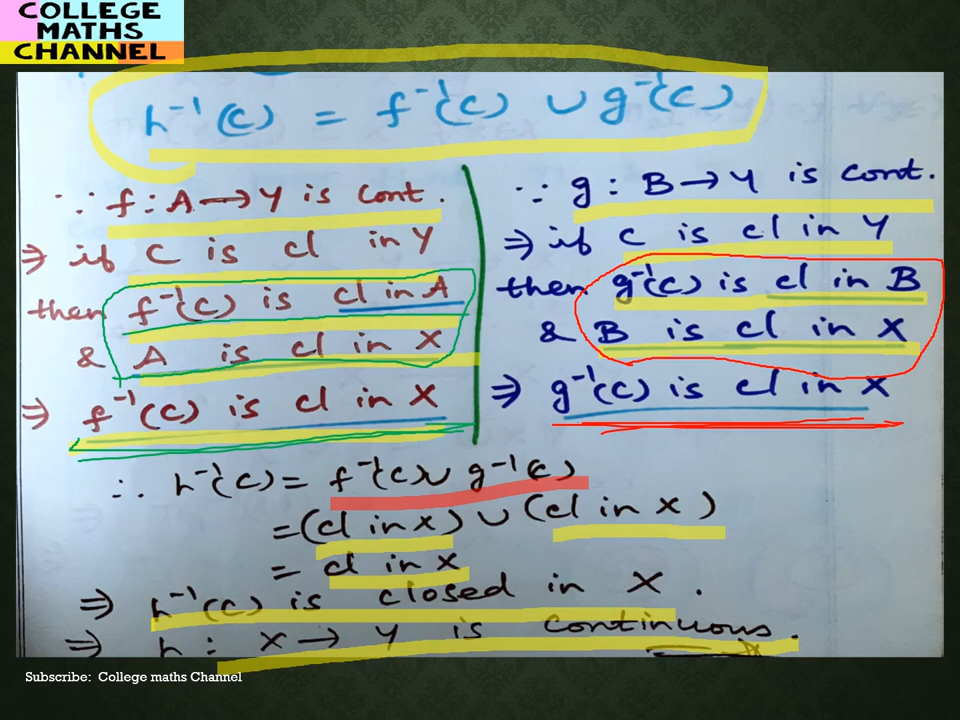 COLLEGE
MATHS
CHANNEL
h⁻¹(C) = f⁻¹(C) ∪ g⁻¹(C)
∵ f : A → Y is cont.
⇒ if C is cl in Y
then f⁻¹(C) is cl in A
& A is cl in X
⇒ f⁻¹(C) is cl in X
∵ g : B → Y is cont.
⇒ if C is cl in Y
then g⁻¹(C) is cl in B
& B is cl in X
⇒ g⁻¹(C) is cl in X
∴ h⁻¹(C) = f⁻¹(C) ∪ g⁻¹(C)
= (cl in X) ∪ (cl in X)
= cl in X
⇒ h⁻¹(C) is closed in X .
⇒ h : X → Y is continuous.
Subscribe: College maths Channel